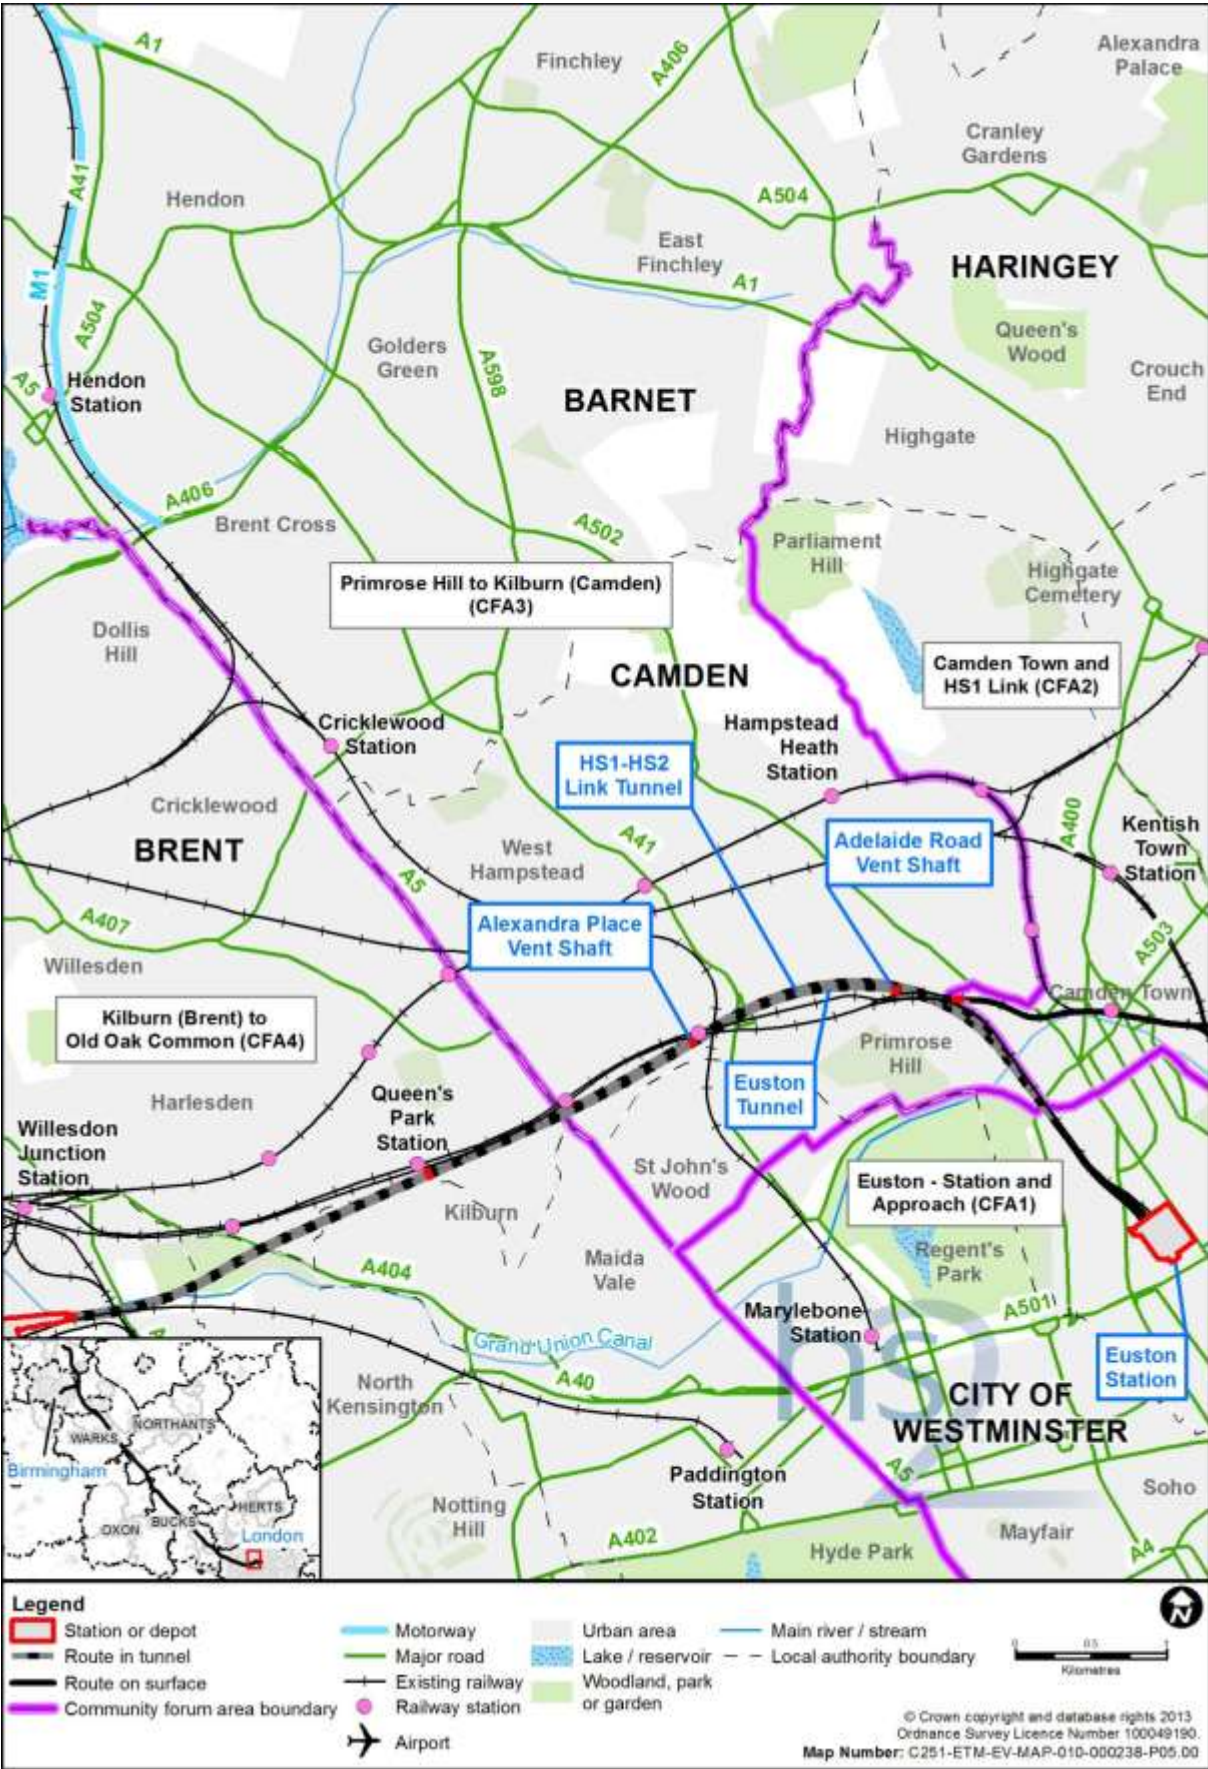 A1
Finchley
A406
Alexandra
Palace
Cranley
Gardens
A41
Hendon
A504
East
Finchley
HARINGEY
M1
A1
A504
Queen's
Wood
Golders
Green
A598
Crouch
End
A5
Hendon
Station
BARNET
Highgate
A406
Brent Cross
A502
Parliament
Hill
Highgate
Cemetery
Primrose Hill to Kilburn (Camden)
(CFA3)
Dollis
Hill
CAMDEN
Camden Town and
HS1 Link (CFA2)
Cricklewood
Station
Hampstead
Heath
Station
HS1-HS2
Link Tunnel
Cricklewood
BRENT
A41
A400
Kentish
Town
Station
Adelaide Road
Vent Shaft
West
Hampstead
A5
A407
Alexandra Place
Vent Shaft
A503
Willesden
Camden Town
Kilburn (Brent) to
Old Oak Common (CFA4)
Primrose
Hill
Euston
Tunnel
Harlesden
Queen's
Park
Station
Willesdon
Junction
Station
St John's
Wood
Euston - Station and
Approach (CFA1)
Kilburn
Maida
Vale
Regent's
Park
A404
Marylebone
Station
A501
Grand Union Canal
hs2
Euston
Station
North
Kensington
A40
CITY OF
WESTMINSTER
NORTHANTS
WARKS
Birmingham
HERTS
BUCKS
OXON
London
A5
Paddington
Station
Soho
Notting
Hill
A402
Mayfair
Hyde Park
A4
Legend
Station or depot
Route in tunnel
Route on surface
Community forum area boundary
Motorway
Major road
Existing railway
Railway station
Airport
Urban area
Lake / reservoir
Woodland, park
or garden
Main river / stream
Local authority boundary
N
0 0.5 1
Kilometres
© Crown copyright and database rights 2013
Ordnance Survey Licence Number 100049190.
Map Number: C251-ETM-EV-MAP-010-000238-P05.00